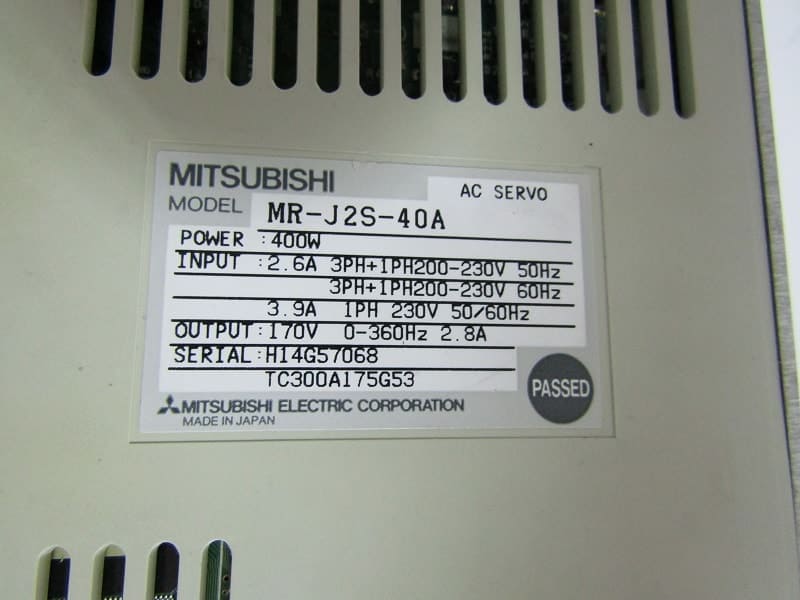 MITSUBISHI
AC SERVO
MODEL MR-J2S-40A
POWER :400W
INPUT :2.6A 3PH+1PH200-230V 50Hz
3PH+1PH200-230V 60Hz
3.9A 1PH 230V 50/60Hz
OUTPUT:170V 0-360Hz 2.8A
SERIAL:H14G57068
TC300A175G53
PASSED
MITSUBISHI ELECTRIC CORPORATION
MADE IN JAPAN